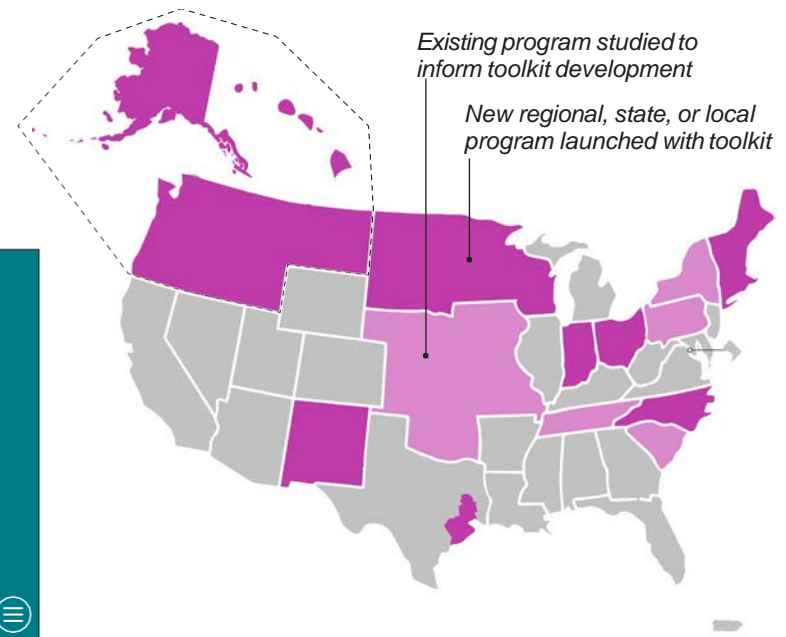 Existing program studied to
inform toolkit development
New regional, state, or local
program launched with toolkit